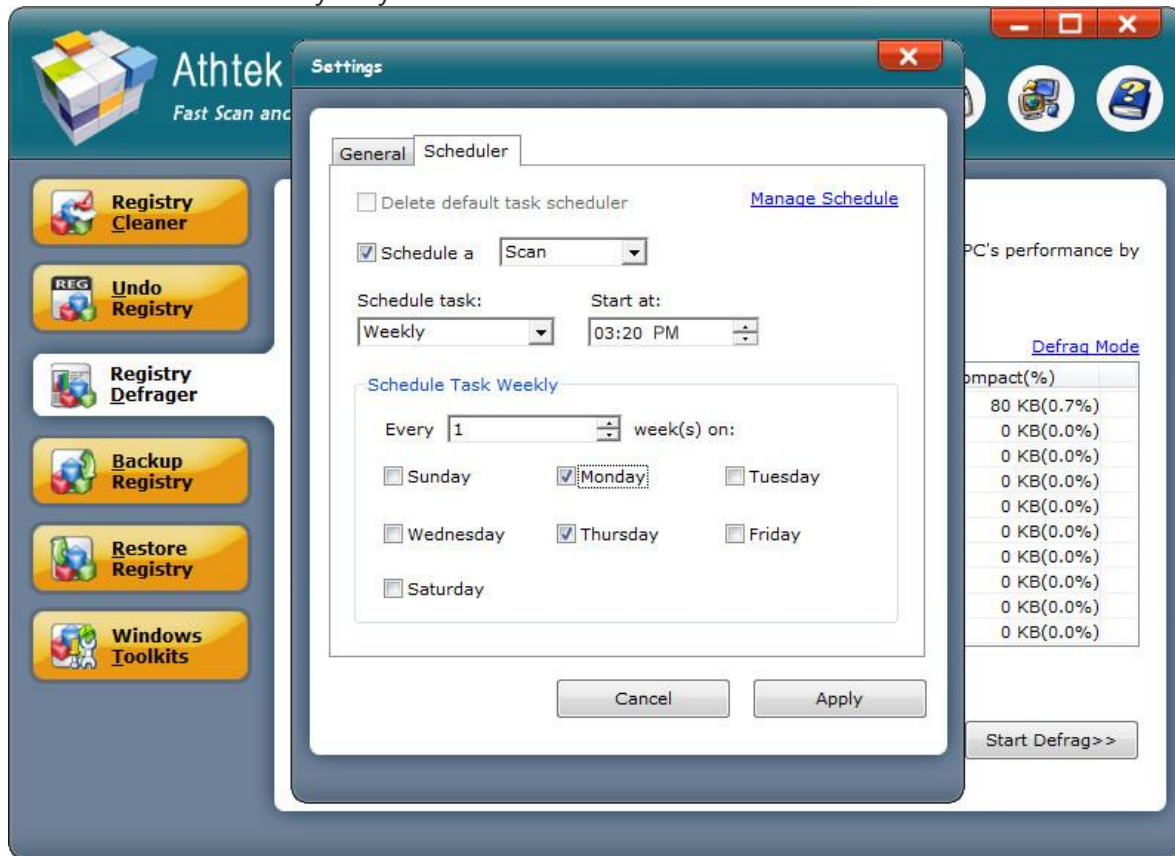 Athtek
Fast Scan and
Settings
General
Scheduler
Delete default task scheduler
Manage Schedule
Schedule a
Scan
Schedule task:
Start at:
Weekly
03:20 PM
Schedule Task Weekly
Every 1 week(s) on:
Sunday
Monday
Tuesday
Wednesday
Thursday
Friday
Saturday
Cancel
Apply
Registry
Cleaner
REG
Undo
Registry
Registry
Defrager
Backup
Registry
Restore
Registry
Windows
Toolkits
PC's performance by
Defrag Mode
ompact(%)
80 KB(0.7%)
0 KB(0.0%)
0 KB(0.0%)
0 KB(0.0%)
0 KB(0.0%)
0 KB(0.0%)
0 KB(0.0%)
0 KB(0.0%)
0 KB(0.0%)
0 KB(0.0%)
Start Defrag>>